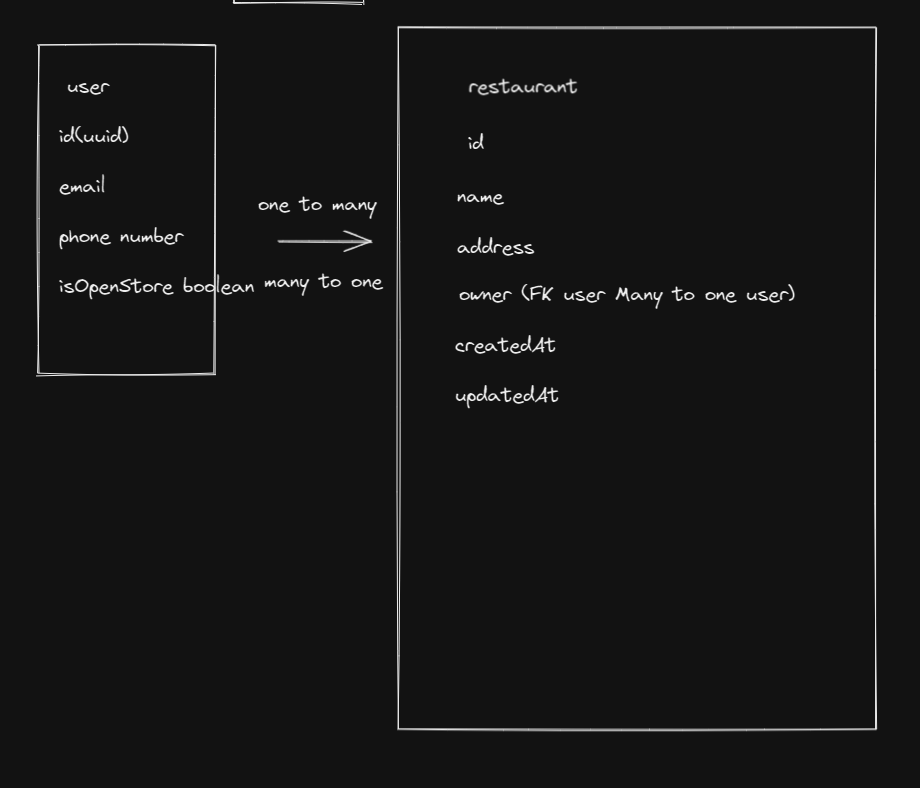 user
id(uuid)
email
phone number
isOpenStore boolean
one to many
many to one
restaurant
id
name
address
owner (FK user Many to one user)
createdAt
updatedAt